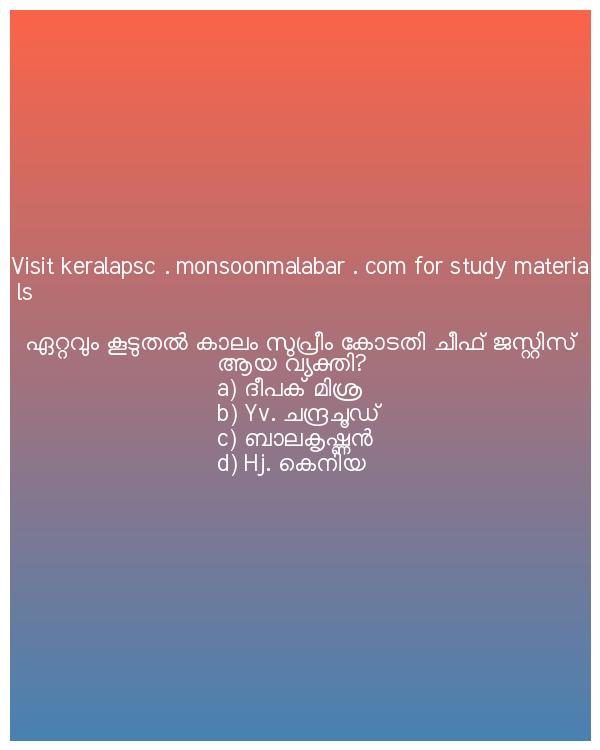 Visit keralapsc . monsoonmalabar . com for study materia
ls
ഏറ്റവും കൂടുതൽ കാലം സുപ്രീം കോടതി ചീഫ് ജസ്റ്റിസ്
ആയ വ്യക്തി?
a) ദീപക് മിശ്ര
b) Yv. ചന്ദ്രചൂഡ്
c) ബാലകൃഷ്ണൻ
d) Hj. കെനിയ